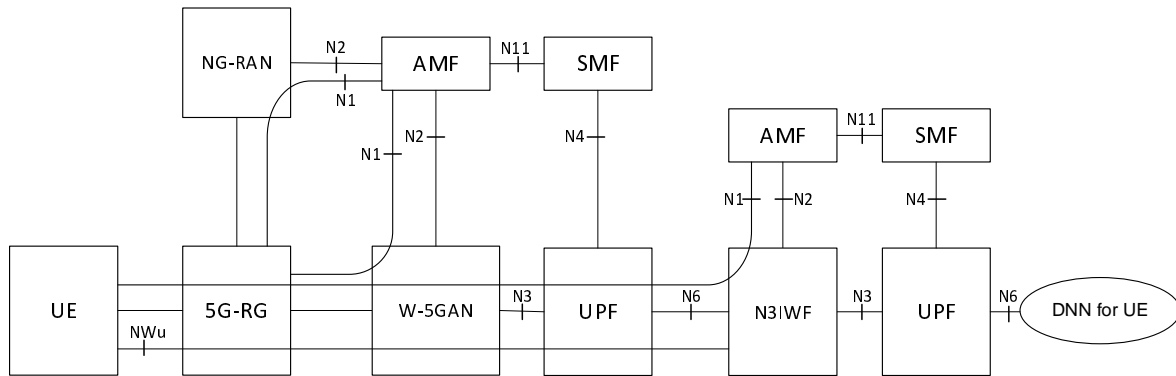 N2
N11
NG-RAN
AMF
SMF
N1
N11
N2
N4
AMF
SMF
N1
N1
N2
N4
UE
5G-RG
W-5GAN
N3
UPF
N6
N3IWF
N3
UPF
N6
DNN for UE
NWu